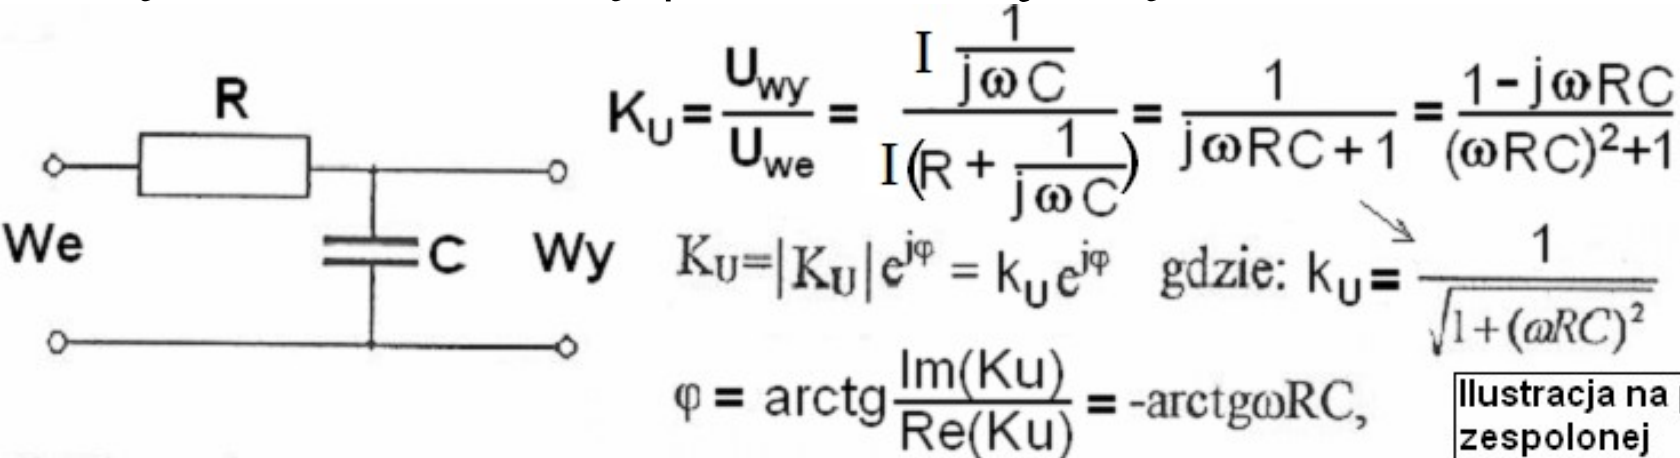 R
We
C
Wy
K_U = U_wy / U_we = I 1/(jωC) / I(R + 1/(jωC)) = 1 / (jωRC + 1) = (1 - jωRC) / ((ωRC)²+1)
K_U=|K_U|e^jφ = k_U e^jφ gdzie: k_U = 1 / √(1+(ωRC)²)
φ = arctg Im(Ku) / Re(Ku) = -arctgωRC,
Ilustracja na
zespolonej